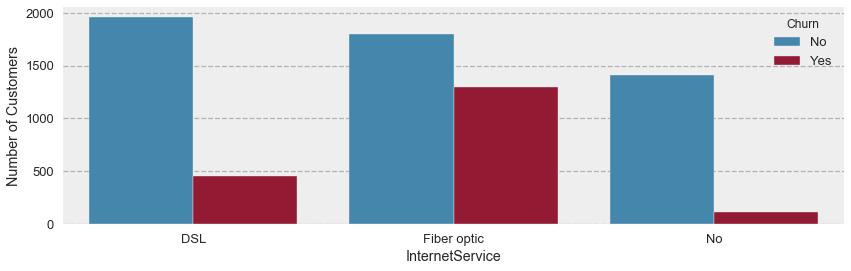 2000
1500
1000
500
0
Number of Customers
Churn
No
Yes
DSL
Fiber optic
No
InternetService